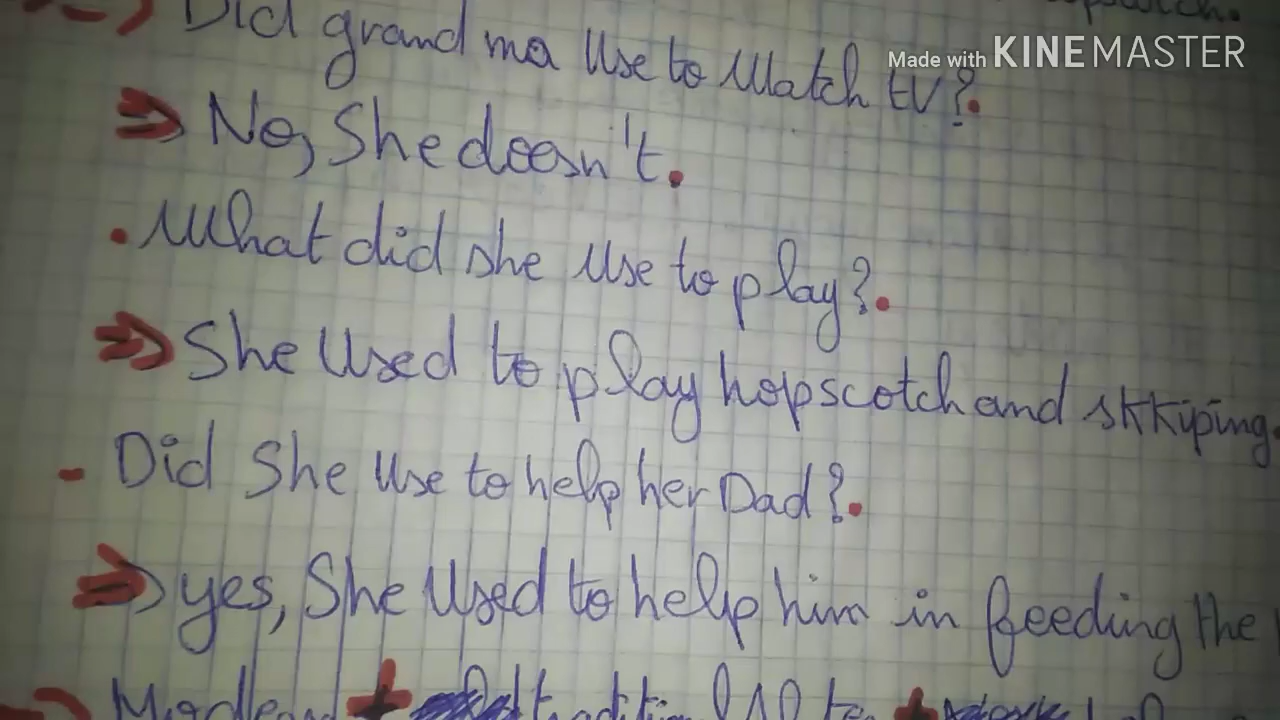 Did grand ma use to watch tv?.
Made with KINEMASTER
⇒ No, She doesn't.
. What did she use to play?.
⇒ She Used to play hopscotch and skkiping.
- Did She use to help her Dad?.
⇒ yes, She Used to help him in feeding the